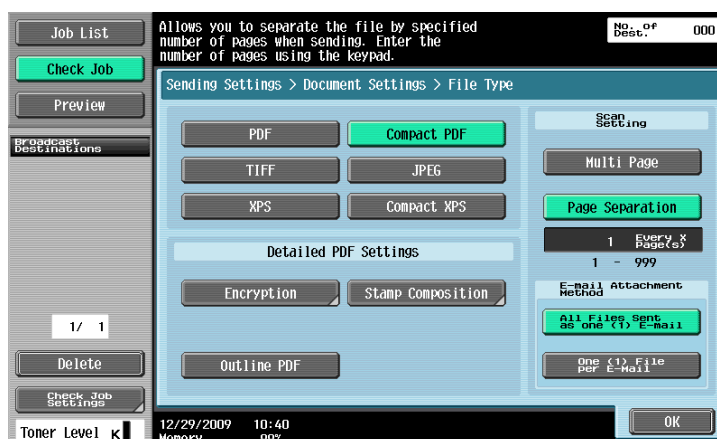 Job List
Check Job
Preview
Broadcast
Destinations
1/ 1
Delete
Check Job
Settings
Toner Level K
Allows you to separate the file by specified
number of pages when sending. Enter the
number of pages using the keypad.
No. of
Dest.
000
Sending Settings > Document Settings > File Type
PDF
Compact PDF
TIFF
JPEG
XPS
Compact XPS
Detailed PDF Settings
Encryption
Stamp Composition
Outline PDF
Scan
Setting
Multi Page
Page Separation
1
Every X
Page(s)
1 - 999
E-mail Attachment
Method
All Files Sent
as one (1) E-mail
One (1) File
per E-Mail
12/29/2009 10:40
Memory 99%
OK